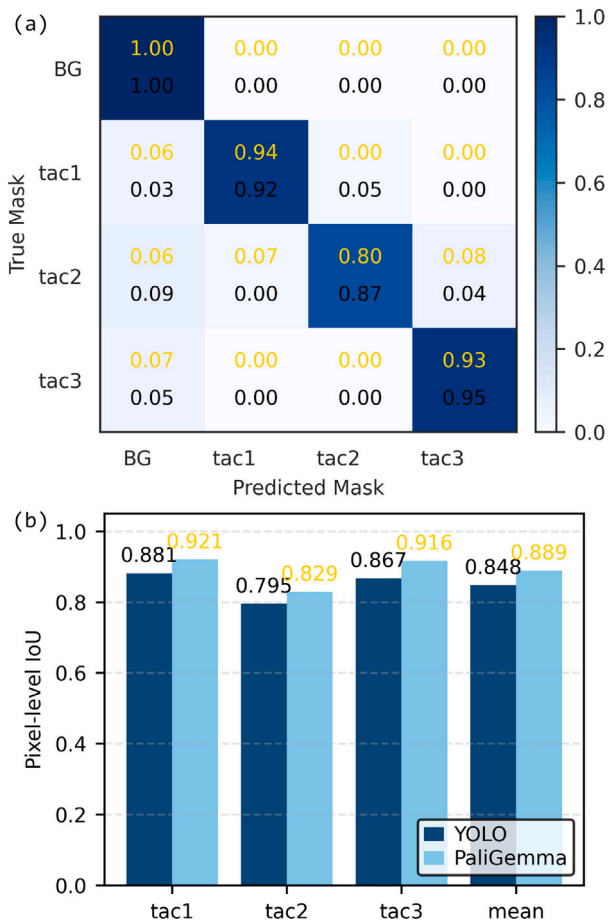 (a)
1.0
BG
1.00 0.00 0.00 0.00
1.00 0.00 0.00 0.00
0.8
tac1
0.06 0.94 0.00 0.00
0.03 0.92 0.05 0.00
0.6
True Mask
0.4
tac2
0.06 0.07 0.80 0.08
0.09 0.00 0.87 0.04
0.2
tac3
0.07 0.00 0.00 0.93
0.05 0.00 0.00 0.95
0.0
BG tac1 tac2 tac3
Predicted Mask
(b)
1.0
0.8
0.6
0.4
0.2
0.0
Pixel-level IoU
0.881 0.921
0.795 0.829
0.867 0.916
0.848 0.889
YOLO
PaliGemma
tac1 tac2 tac3 mean